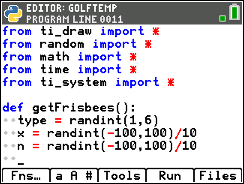 EDITOR: GOLFTEMP
PROGRAM LINE 0011
from ti_draw import *
from random import *
from math import *
from time import *
from ti_system import *

def getFrisbees():
  type = randint(1,6)
  x = randint(-100,100)/10
  n = randint(-100,100)/10
  _
Fns… a A # Tools Run Files